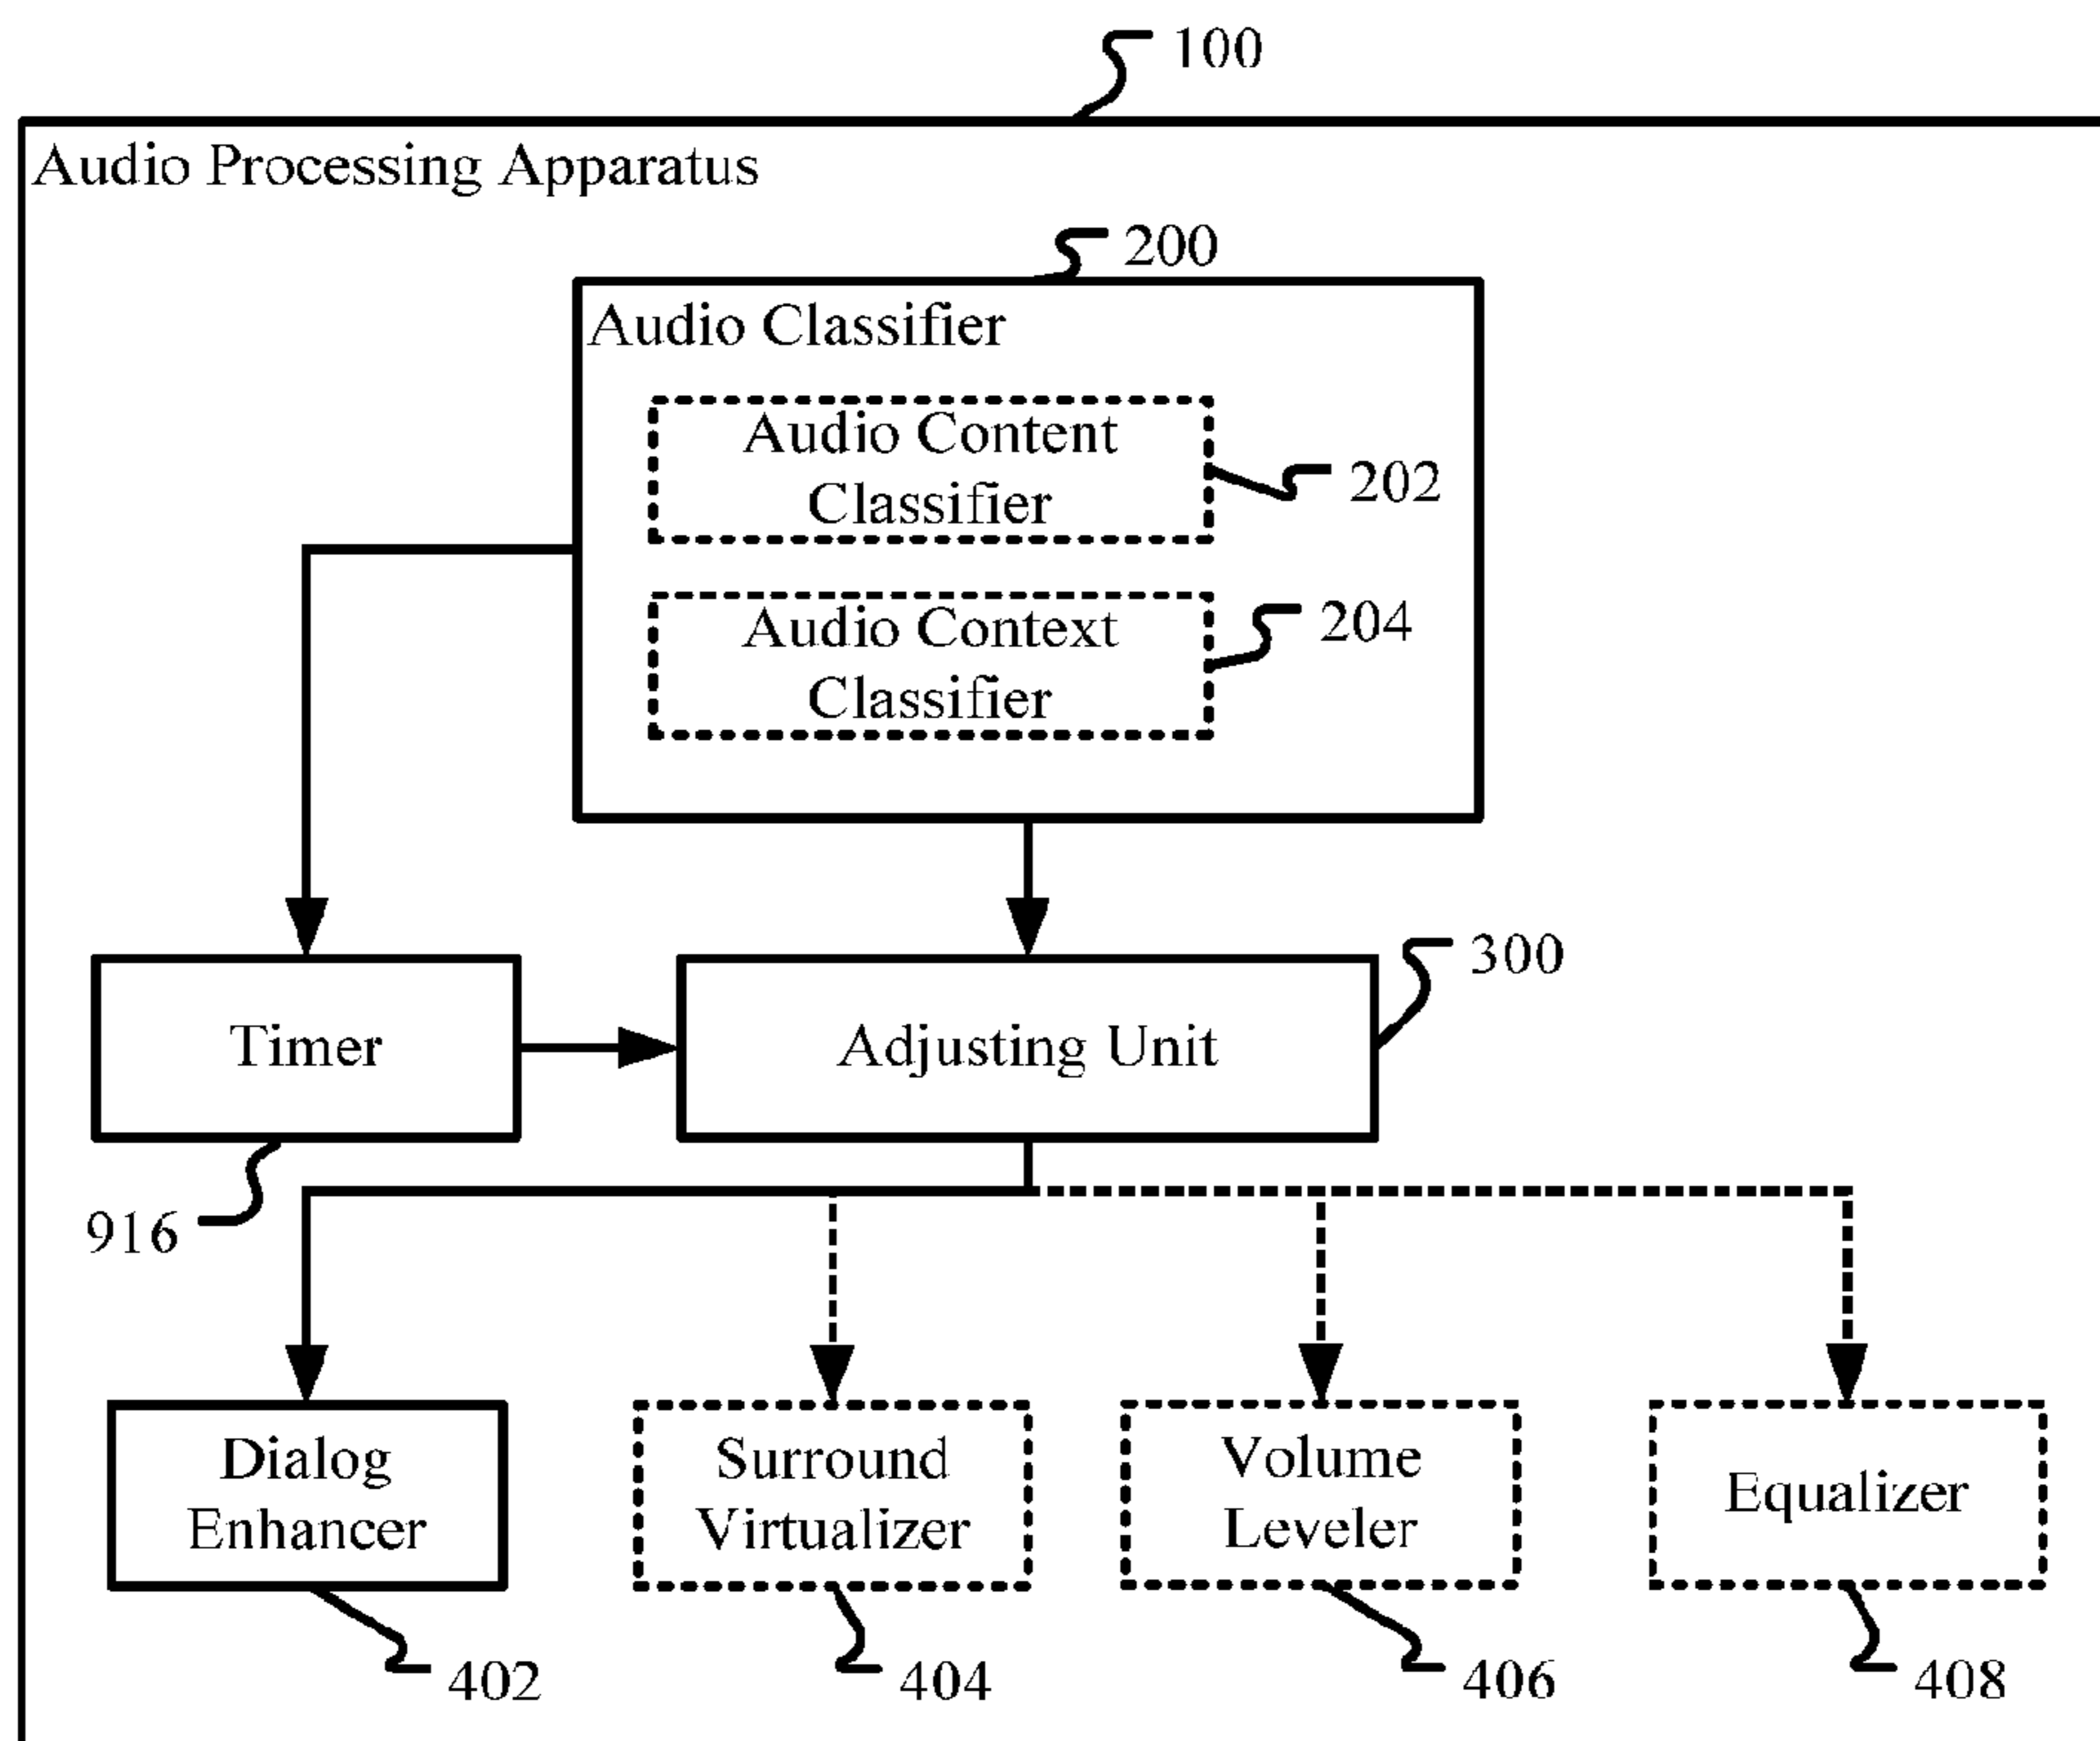 100
Audio Processing Apparatus
200
Audio Classifier
Audio Content
Classifier
202
Audio Context
Classifier
204
300
Timer
Adjusting Unit
916
Dialog
Enhancer
Surround
Virtualizer
Volume
Leveler
Equalizer
402
404
406
408